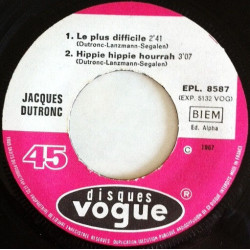 1. Le plus difficile 2'41
(Dutronc-Lanzmann-Segalen)
2. Hippie hippie hourrah 3'07
(Dutronc-Lanzmann-Segalen)
JACQUES
DUTRONC
EPL. 8587
(EXP. 5132 VOG)
BIEM
Ed. Alpha
45
© 1967
disques
vogue
®